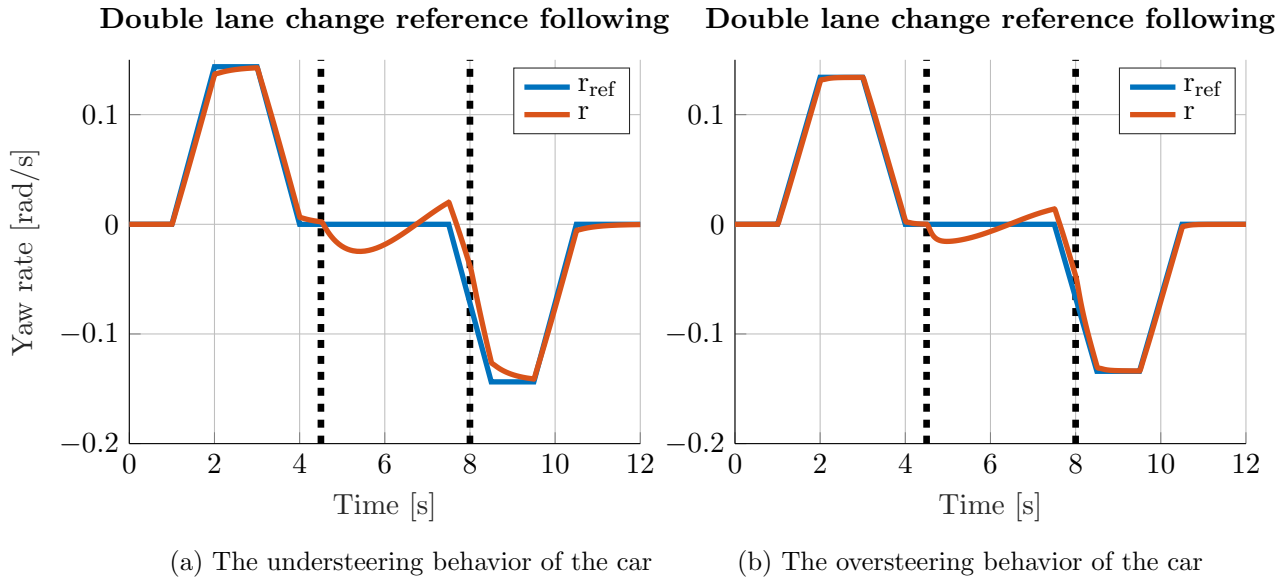 Double lane change reference following
r_ref
r
0.1
0
−0.1
−0.2
0 2 4 6 8 10 12
Yaw rate [rad/s]
Time [s]
(a) The understeering behavior of the car
Double lane change reference following
r_ref
r
0.1
0
−0.1
−0.2
0 2 4 6 8 10 12
Time [s]
(b) The oversteering behavior of the car